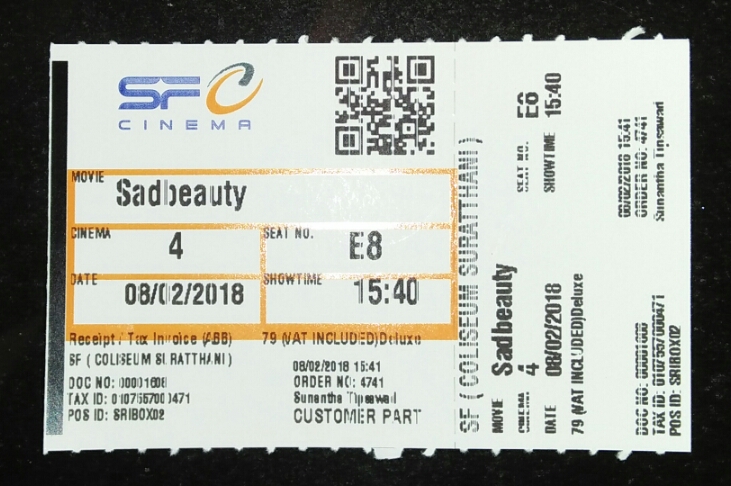 SFC
CINEMA
MOVIE
Sadbeauty
CINEMA
4
SEAT NO.
E8
DATE
08/02/2018
SHOWTIME
15:40
Receipt / Tax Invoice (ABB)
79 (VAT INCLUDED)Deluxe
SF ( COLISEUM SURATTHANI )
DOC NO: 00001608
TAX ID: 0107557000471
POS ID: SRIBOX02
08/02/2018 15:41
ORDER NO: 4741
Sunantha
CUSTOMER PART
SF ( COLISEUM SURATTHANI )
MOVIE Sadbeauty
CINEMA 4
DATE 08/02/2018
79 (VAT INCLUDED)Deluxe
SEAT NO. E8
SHOWTIME 15:40
08/02/2018 15:41
ORDER NO: 4741
Sunantha
DOC NO:
TAX ID: 0107557000471
POS ID: SRIBOX02